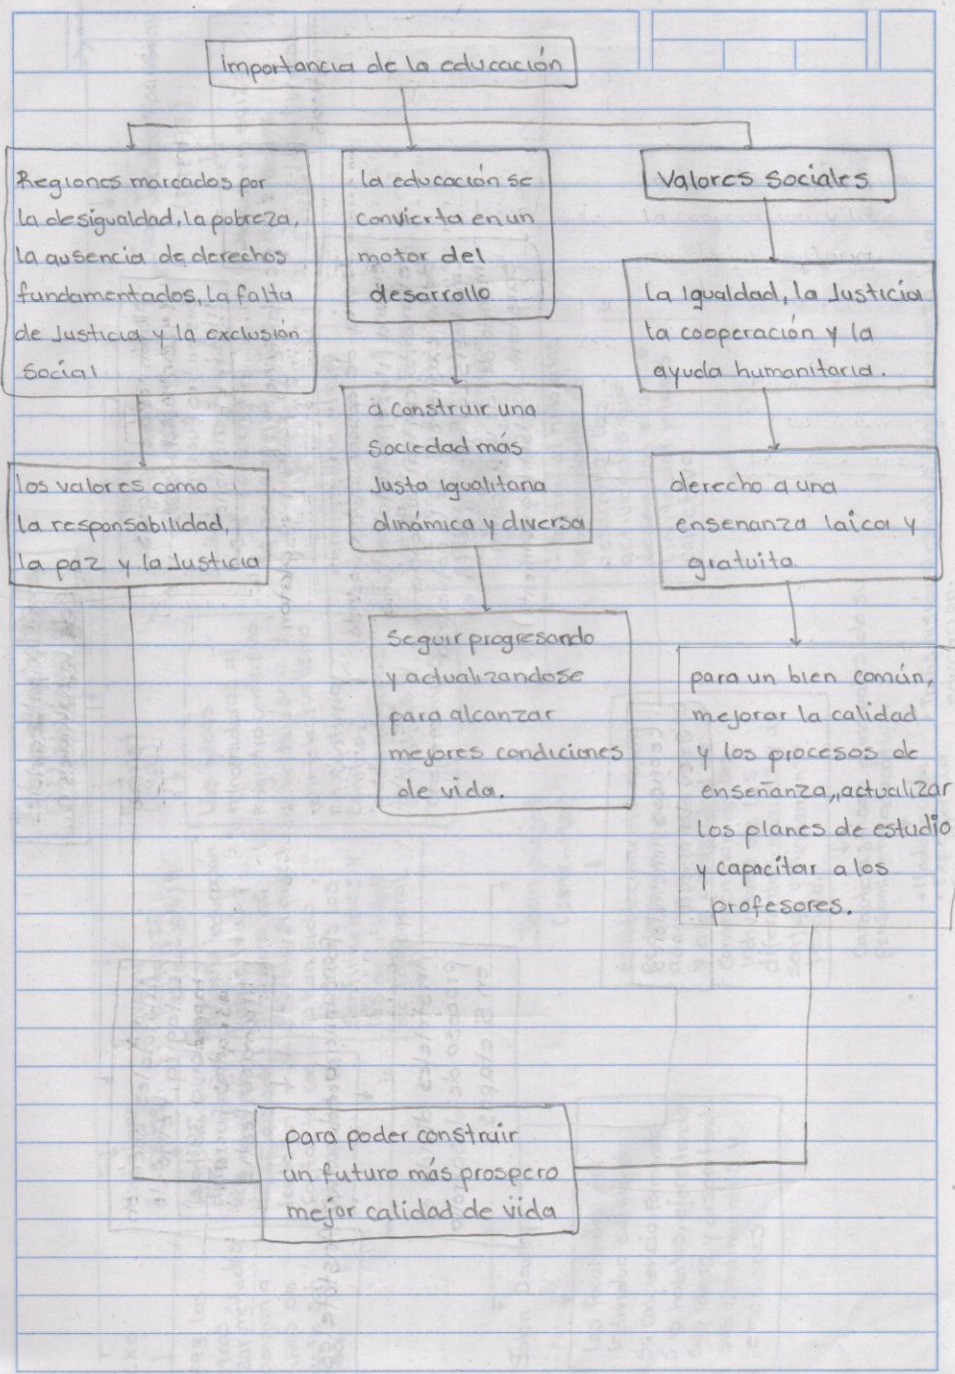 importancia de la educación
Regiones marcados por
la desigualdad, la pobreza,
la ausencia de derechos
fundamentados, la falta
de Justicia y la exclusión
Social
los valores como
la responsabilidad,
la paz y la Justicia
la educación se
convierta en un
motor del
desarrollo
a construir una
Sociedad más
Justa igualitaria
dinámica y diversa
Seguir progresando
y actualizandose
para alcanzar
mejores condiciones
de vida.
Valores Sociales
la igualdad, la Justicia
la cooperación y la
ayuda humanitaria.
derecho a una
ensenanza laica y
gratuita.
para un bien común,
mejorar la calidad
y los procesos de
enseñanza,, actualizar
los planes de estudio
y capacitar a los
profesores.
para poder construir
un futuro más prospero
mejor calidad de vida